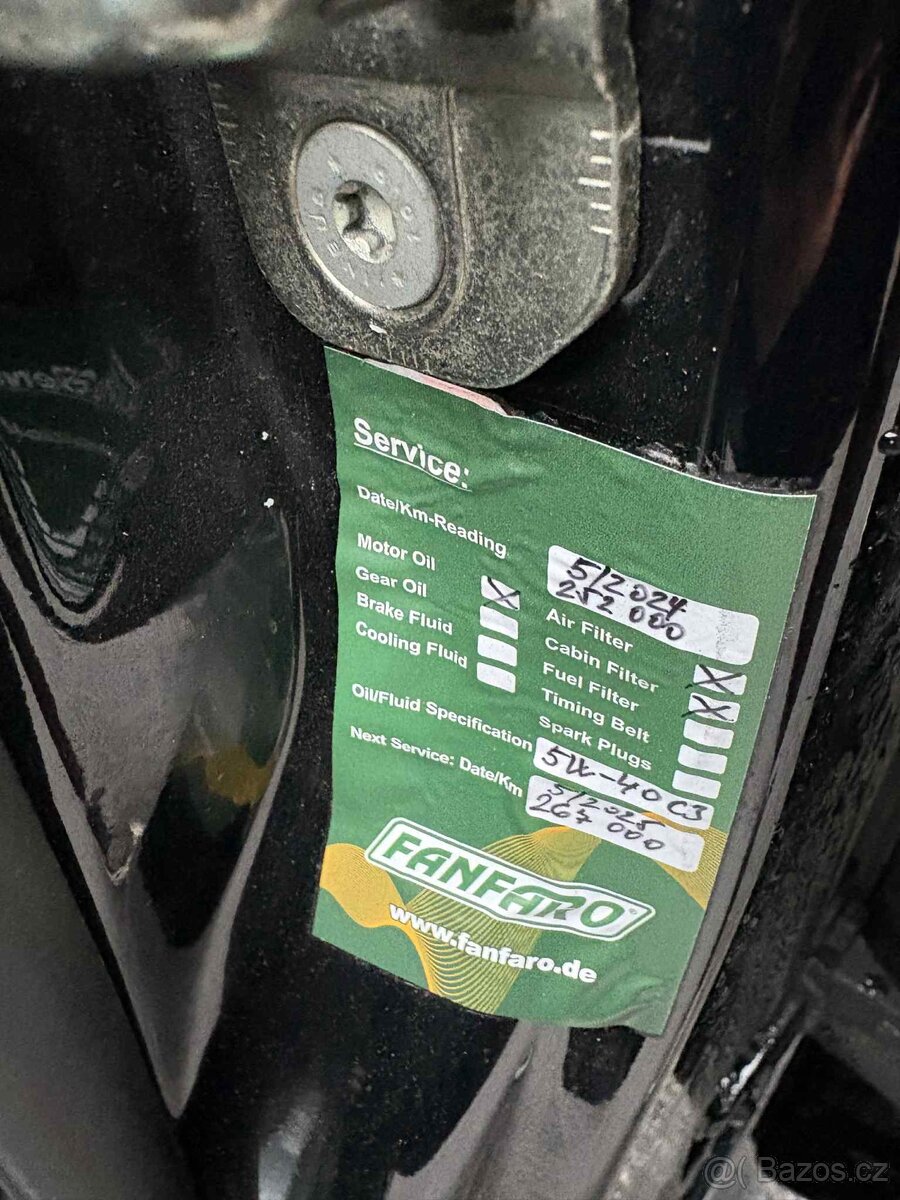 Service:
Date/Km-Reading
5/2024
252 000
Motor Oil
Gear Oil
Brake Fluid
Cooling Fluid
Air Filter
Cabin Filter
Fuel Filter
Timing Belt
Spark Plugs
Oil/Fluid Specification
5W-40 C3
Next Service: Date/Km
5/2025
267 000
FANFARO®
www.fanfaro.de
@( Bazos.cz